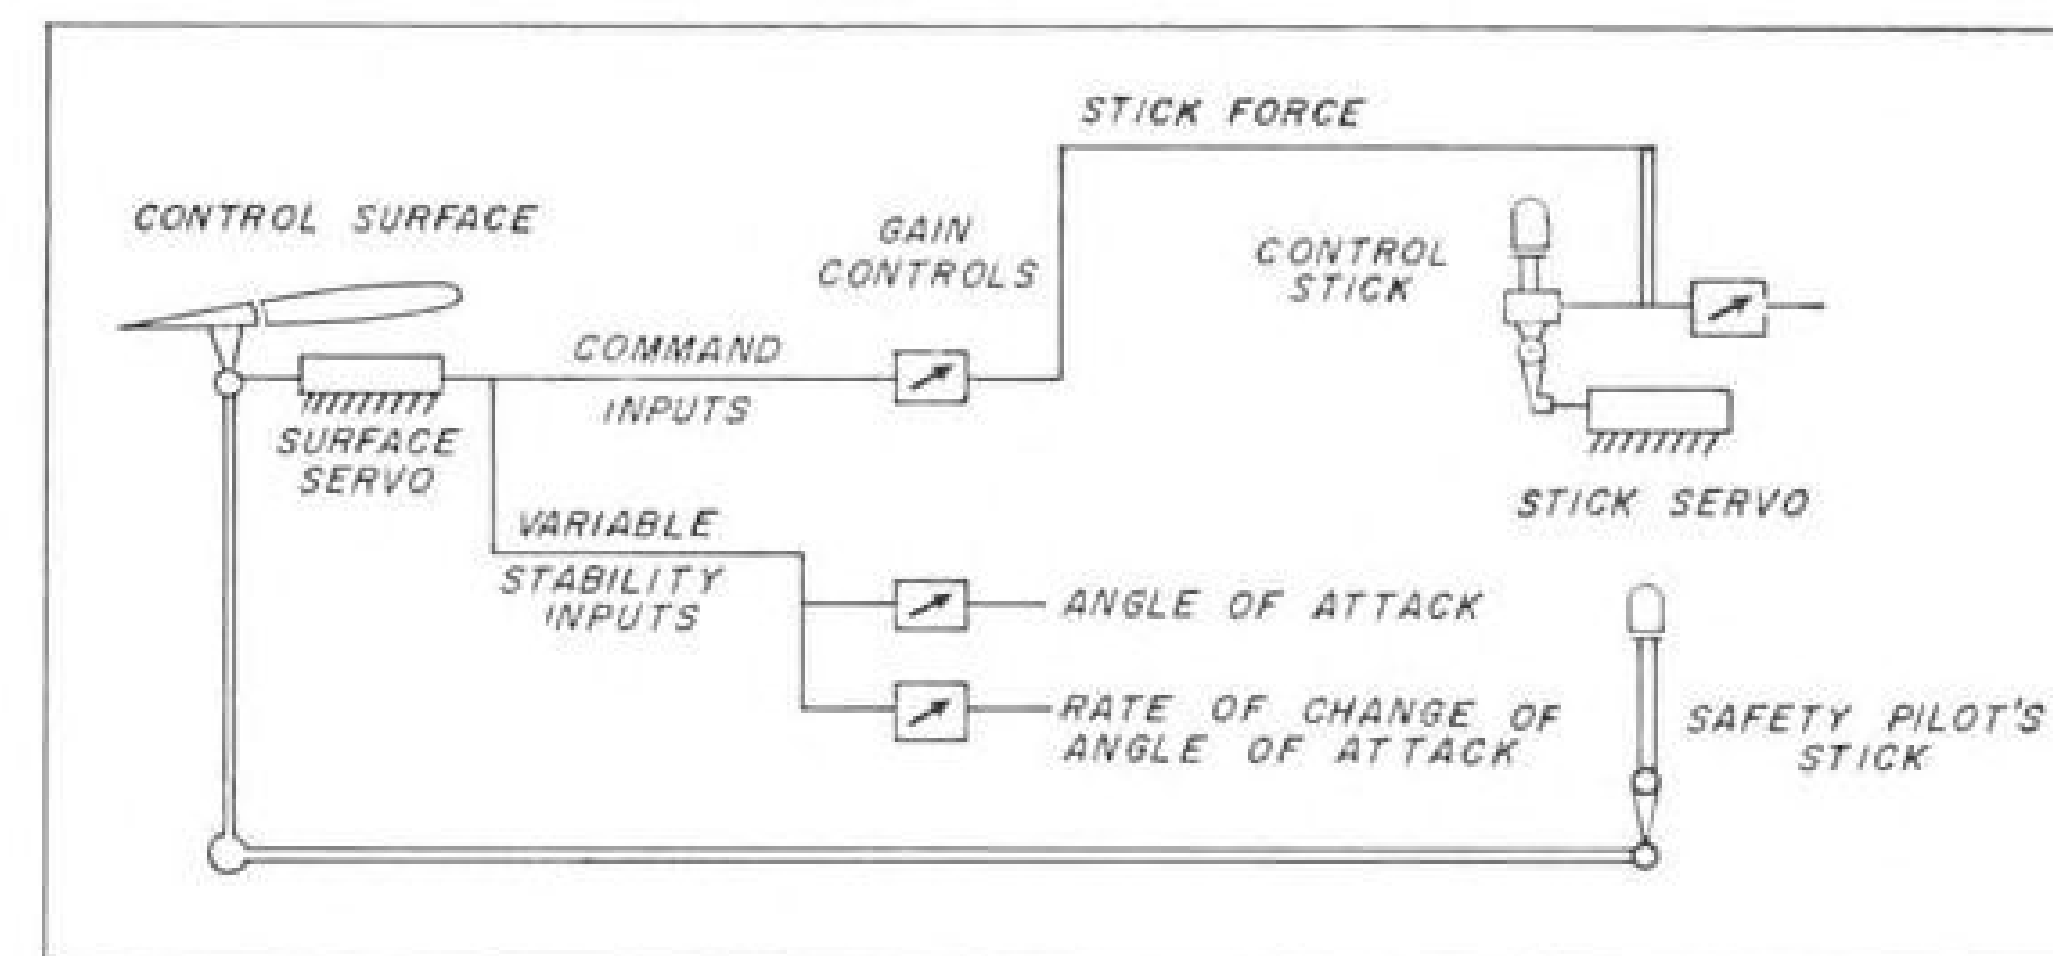 STICK FORCE
CONTROL SURFACE
GAIN
CONTROLS
CONTROL
STICK
COMMAND
INPUTS
SURFACE
SERVO
STICK SERVO
VARIABLE
STABILITY
INPUTS
ANGLE OF ATTACK
RATE OF CHANGE OF
ANGLE OF ATTACK
SAFETY PILOT'S
STICK